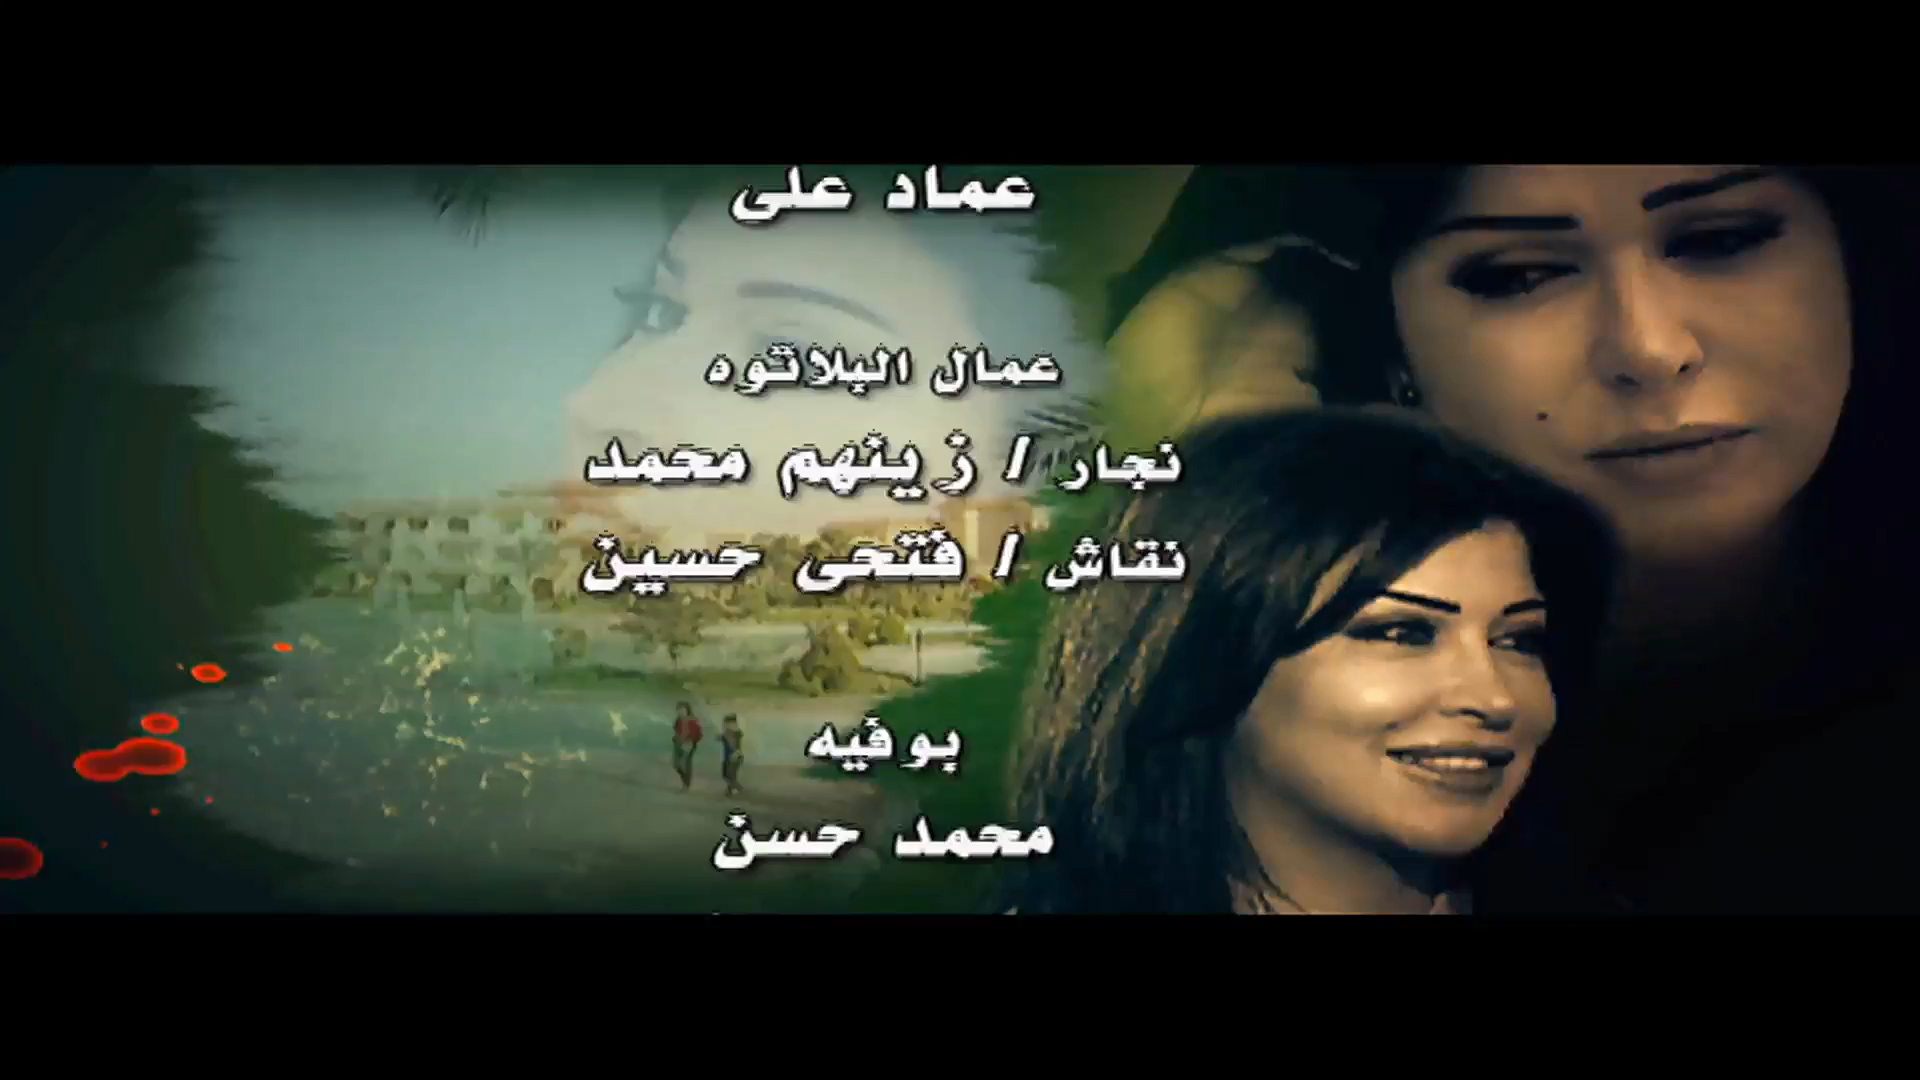 عماد على
عمال البلاتوه
نجار / زينهم محمد
نقاش / فتحى حسين
بوفيه
محمد حسن